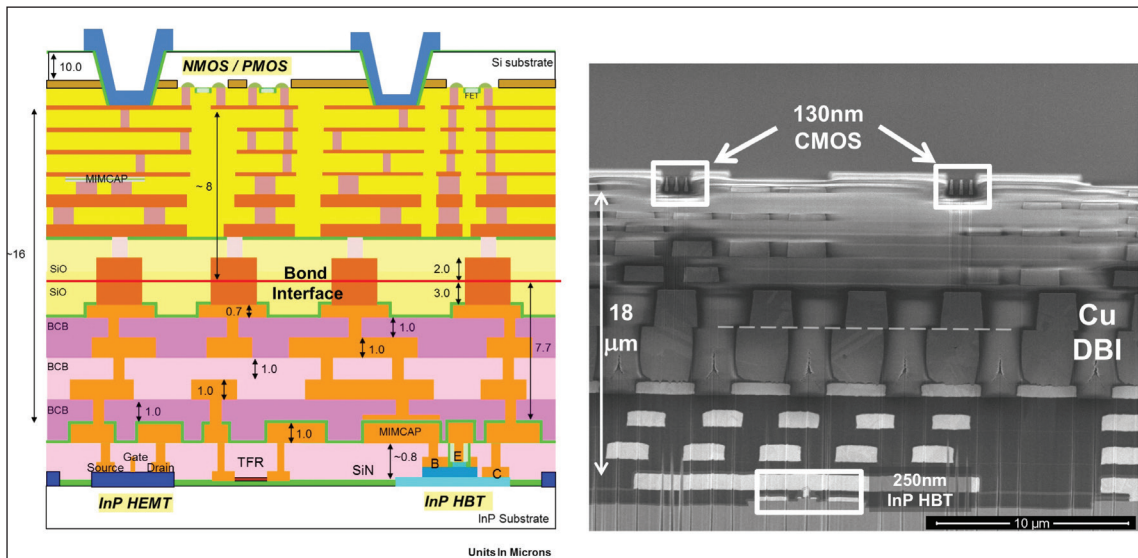 10.0
NMOS / PMOS
Si substrate
FET
MIMCAP
~ 8
~16
SiO
Bond
Interface
SiO
2.0
3.0
0.7
BCB
1.0
1.0
7.7
BCB
1.0
1.0
BCB
1.0
1.0
MIMCAP
Gate
Source
Drain
TFR
SiN
~0.8
B
E
C
InP HEMT
InP HBT
InP Substrate
Units In Microns
130nm
CMOS
18
µm
Cu
DBI
250nm
InP HBT
10 µm